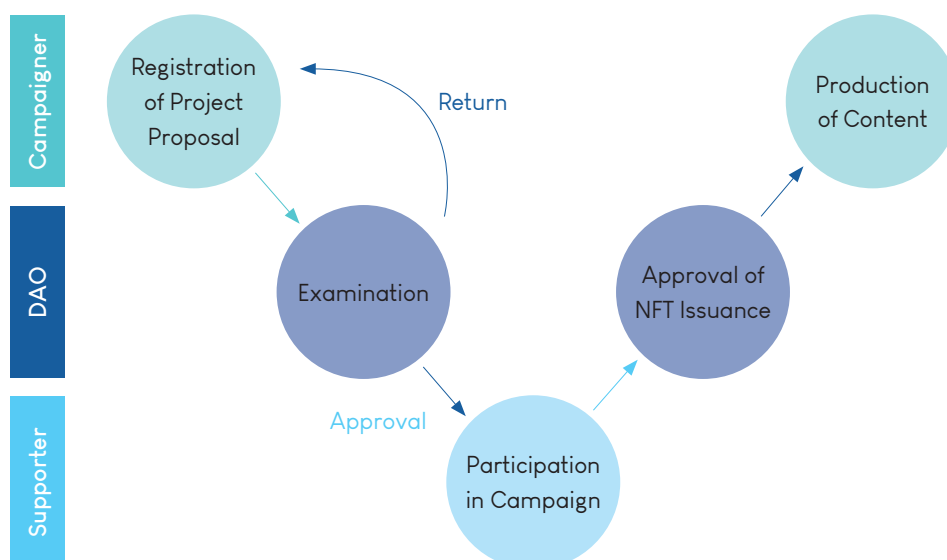 Campaigner
Registration
of Project
Proposal
Return
Production
of Content
DAO
Examination
Approval of
NFT Issuance
Supporter
Approval
Participation
in Campaign